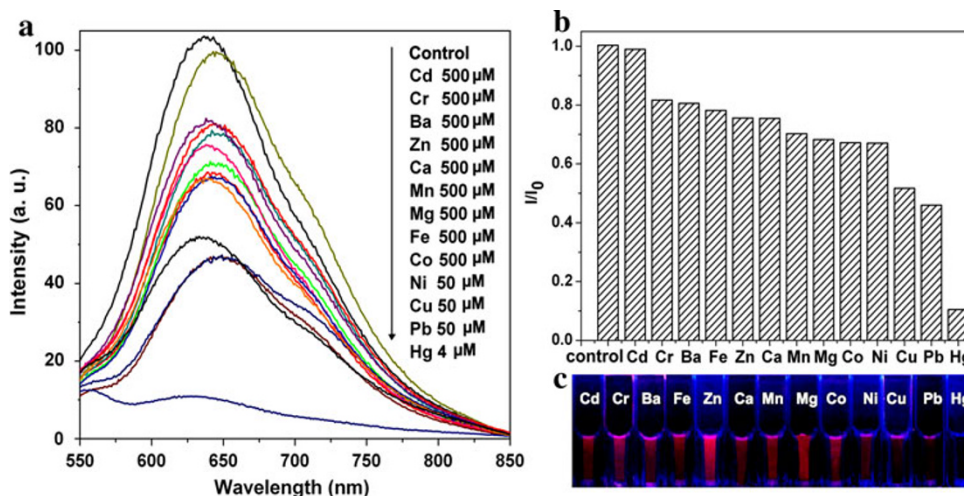 a
100
80
60
40
20
0
Intensity (a. u.)
550 600 650 700 750 800 850
Wavelength (nm)
Control
Cd 500 µM
Cr 500 µM
Ba 500 µM
Zn 500 µM
Ca 500 µM
Mn 500 µM
Mg 500 µM
Fe 500 µM
Co 500 µM
Ni 50 µM
Cu 50 µM
Pb 50 µM
Hg 4 µM
b
1.0
0.8
0.6
0.4
0.2
0.0
I/I0
control Cd Cr Ba Fe Zn Ca Mn Mg Co Ni Cu Pb Hg
c
Cd Cr Ba Fe Zn Ca Mn Mg Co Ni Cu Pb Hg